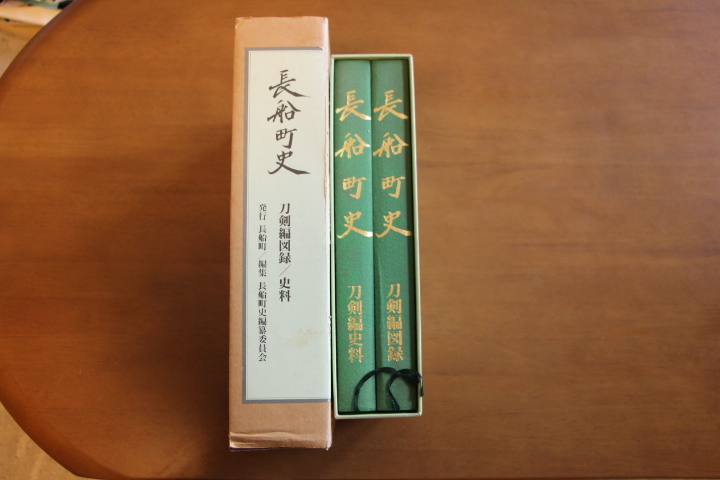 長船町史
刀剣編図録／史料
発行 長船町／編集 長船町史編纂委員会
長船町史
刀剣編史料
長船町史
刀剣編図録